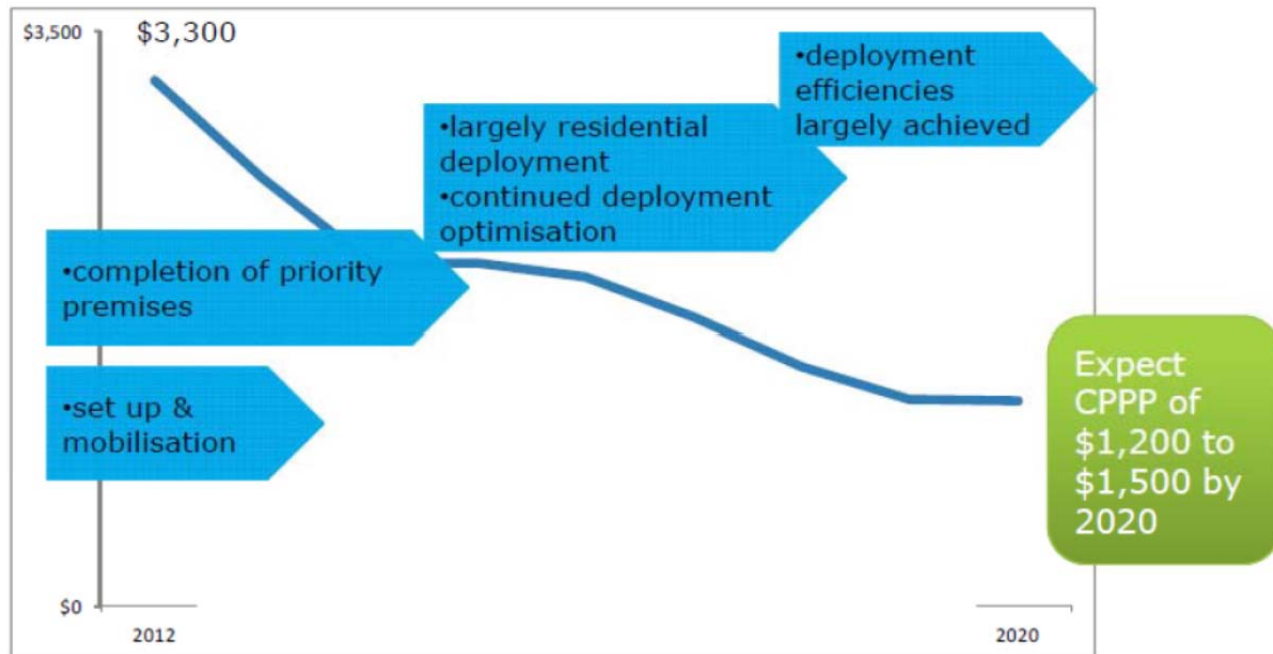 $3,500
$3,300
•deployment
efficiencies
largely achieved
•largely residential
deployment
•continued deployment
optimisation
•completion of priority
premises
•set up &
mobilisation
Expect
CPPP of
$1,200 to
$1,500 by
2020
$0
2012
2020